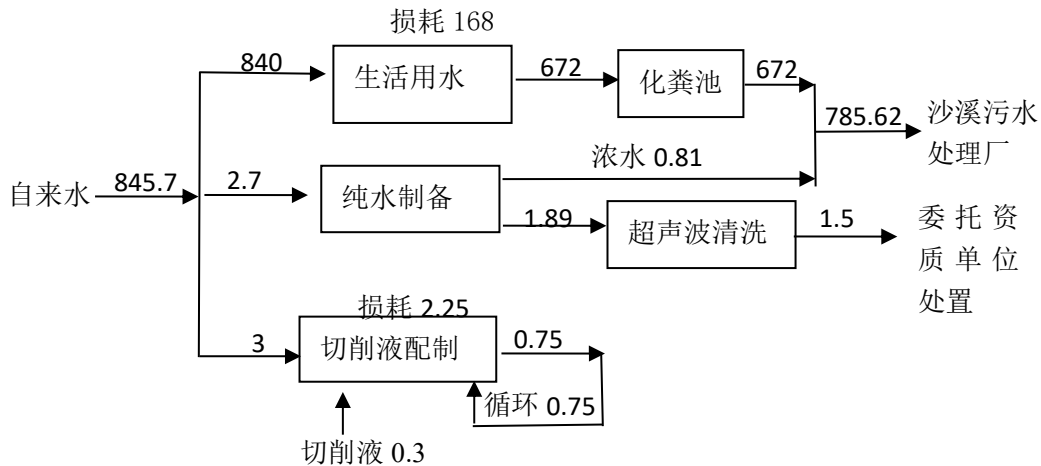 损耗 168
840
生活用水
672
化粪池
672
785.62
沙溪污水
处理厂
浓水 0.81
自来水
845.7
2.7
纯水制备
1.89
超声波清洗
1.5
委托资
质单位
处置
损耗 2.25
3
切削液配制
0.75
循环 0.75
切削液 0.3